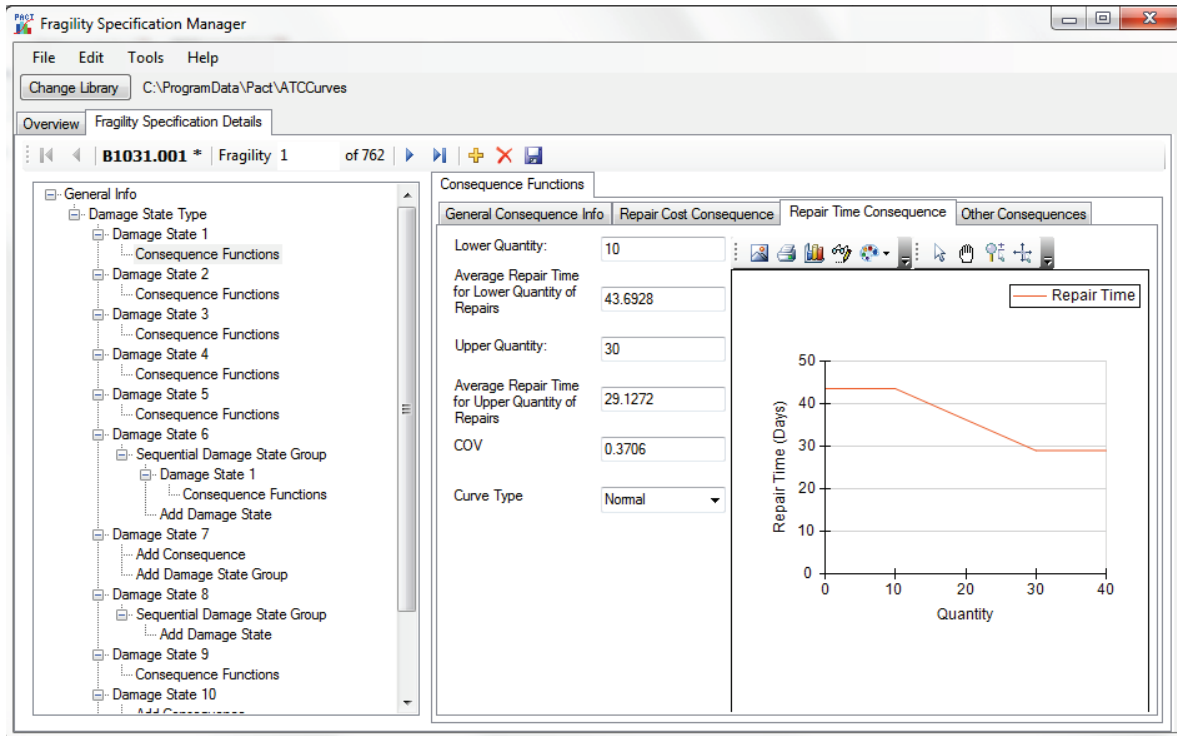 PACT Fragility Specification Manager
File Edit Tools Help
Change Library C:\ProgramData\Pact\ATCCurves
Overview Fragility Specification Details
B1031.001 * Fragility 1 of 762
General Info
Damage State Type
Damage State 1
Consequence Functions
Damage State 2
Consequence Functions
Damage State 3
Consequence Functions
Damage State 4
Consequence Functions
Damage State 5
Consequence Functions
Damage State 6
Sequential Damage State Group
Damage State 1
Consequence Functions
Add Damage State
Damage State 7
Add Consequence
Add Damage State Group
Damage State 8
Sequential Damage State Group
Add Damage State
Damage State 9
Consequence Functions
Damage State 10
Add Consequence
Consequence Functions
General Consequence Info Repair Cost Consequence Repair Time Consequence Other Consequences
Lower Quantity: 10
Average Repair Time
for Lower Quantity of
Repairs
43.6928
Upper Quantity: 30
Average Repair Time
for Upper Quantity of
Repairs
29.1272
COV 0.3706
Curve Type Normal
Repair Time
50
40
30
20
10
0
Repair Time (Days)
0 10 20 30 40
Quantity